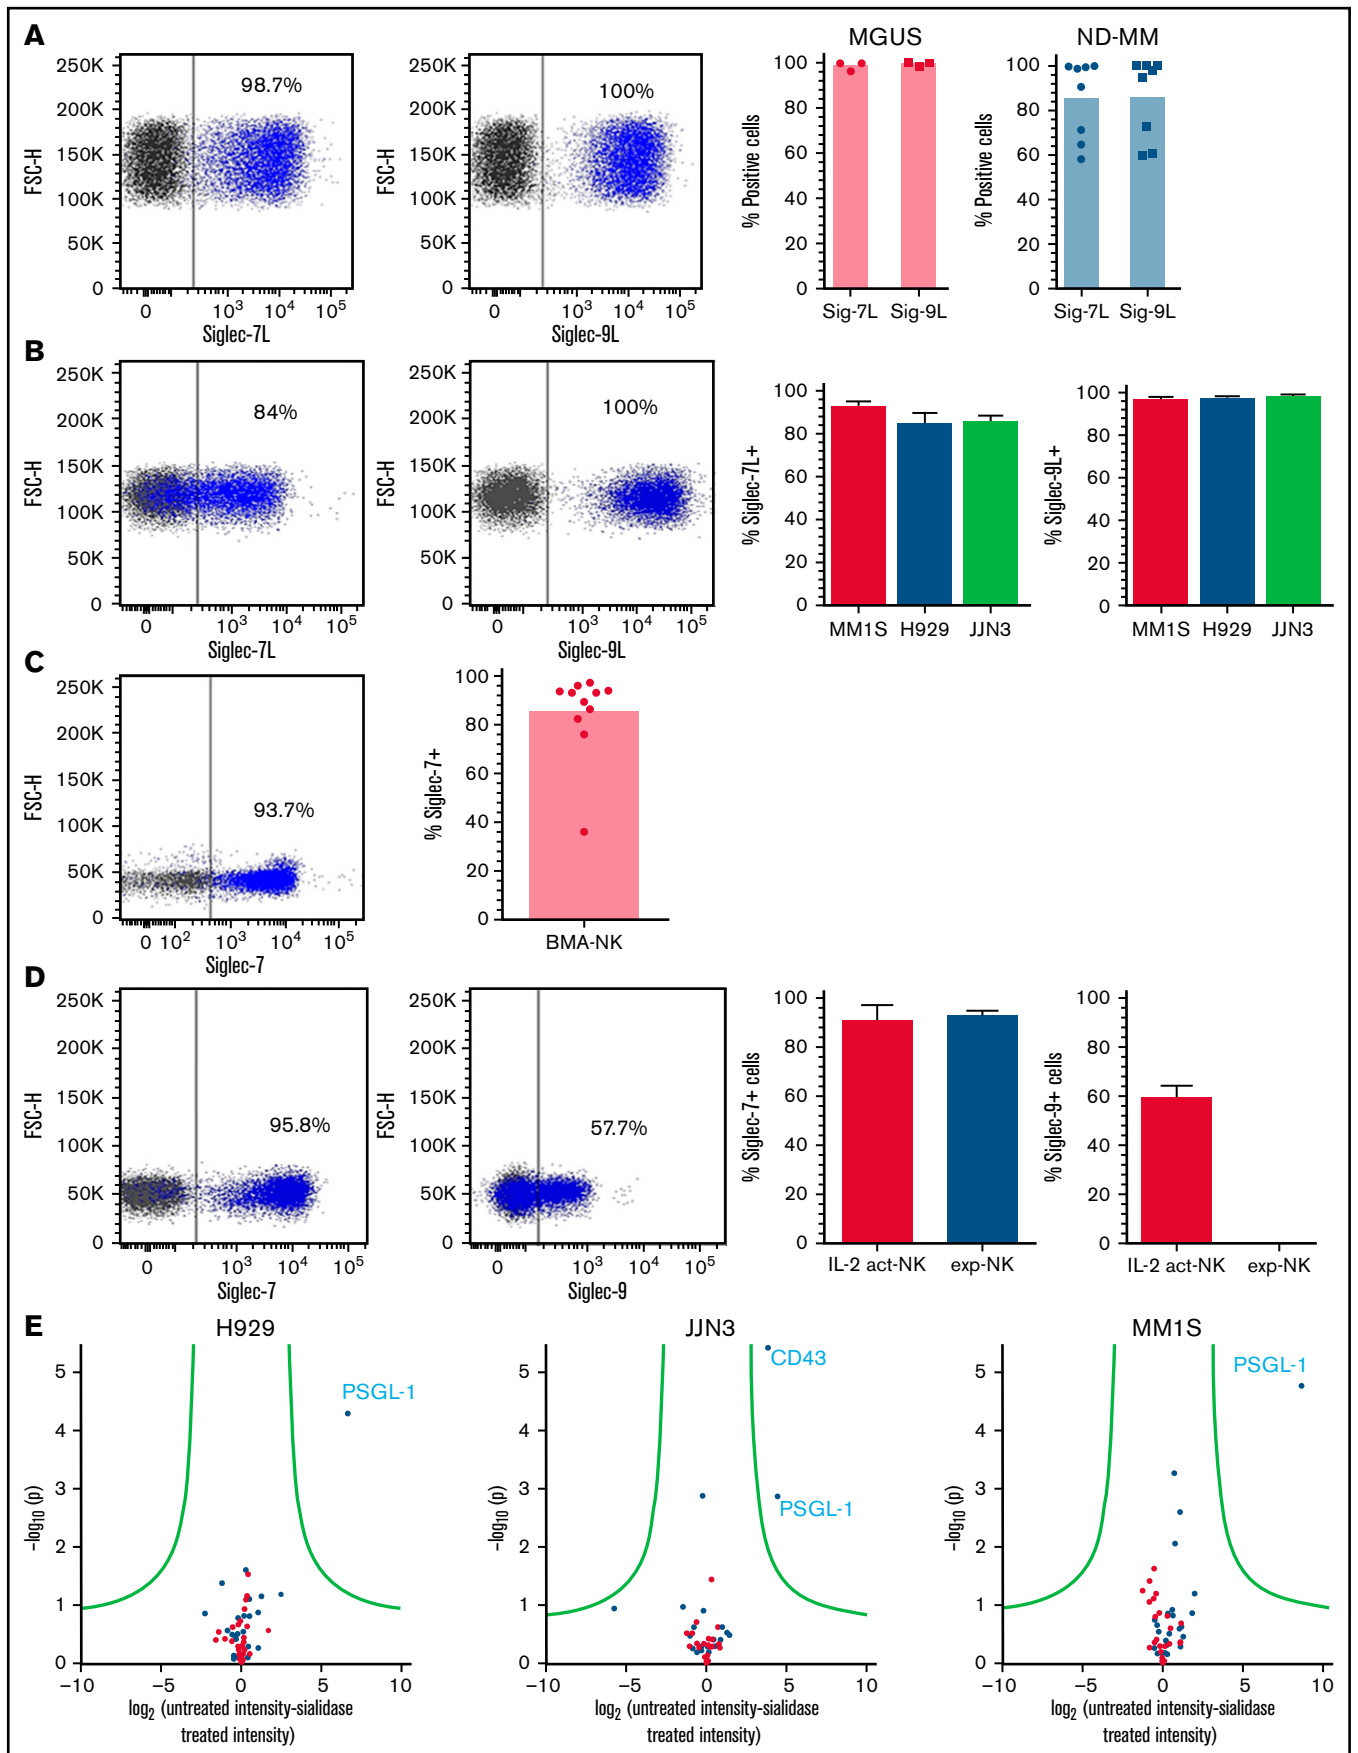 A
MGUS
ND-MM
250K
200K
150K
100K
50K
0
FSC-H
98.7%
0 10³ 10⁴ 10⁵
Siglec-7L
250K
200K
150K
100K
50K
0
FSC-H
100%
0 10³ 10⁴ 10⁵
Siglec-9L
100
80
60
40
20
0
% Positive cells
Sig-7L Sig-9L
100
80
60
40
20
0
% Positive cells
Sig-7L Sig-9L
B
250K
200K
150K
100K
50K
0
FSC-H
84%
0 10³ 10⁴ 10⁵
Siglec-7L
250K
200K
150K
100K
50K
0
FSC-H
100%
0 10³ 10⁴ 10⁵
Siglec-9L
100
80
60
40
20
0
% Siglec-7L+
MM1S H929 JJN3
100
80
60
40
20
0
% Siglec-9L+
MM1S H929 JJN3
C
250K
200K
150K
100K
50K
0
FSC-H
93.7%
0 10² 10³ 10⁴ 10⁵
Siglec-7
100
80
60
40
20
0
% Siglec-7+
BMA-NK
D
250K
200K
150K
100K
50K
0
FSC-H
95.8%
0 10³ 10⁴ 10⁵
Siglec-7
250K
200K
150K
100K
50K
0
FSC-H
57.7%
0 10³ 10⁴ 10⁵
Siglec-9
100
80
60
40
20
0
% Siglec-7+ cells
IL-2 act-NK exp-NK
100
80
60
40
20
0
% Siglec-9+ cells
IL-2 act-NK exp-NK
E
H929
5
4
3
2
1
0
-log₁₀ (p)
PSGL-1
−10 −5 0 5 10
log₂ (untreated intensity-sialidase
treated intensity)
JJN3
5
4
3
2
1
0
-log₁₀ (p)
CD43
PSGL-1
−10 −5 0 5 10
log₂ (untreated intensity-sialidase
treated intensity)
MM1S
5
4
3
2
1
0
-log₁₀ (p)
PSGL-1
−10 −5 0 5 10
log₂ (untreated intensity-sialidase
treated intensity)